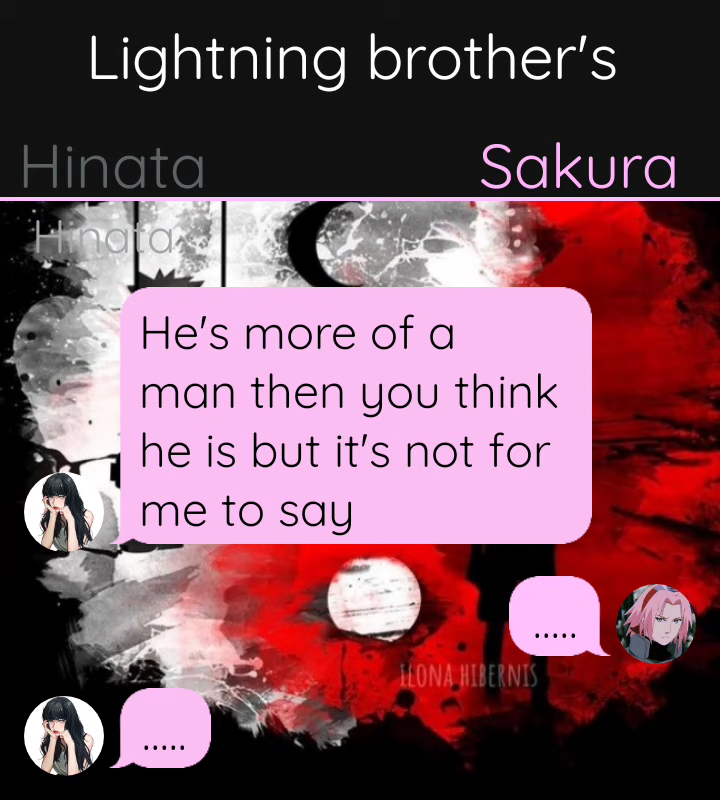 Lightning brother's
Hinata
Sakura
Hinata
He's more of a
man then you think
he is but it's not for
me to say
.....
ILONA HIBERNIS
.....